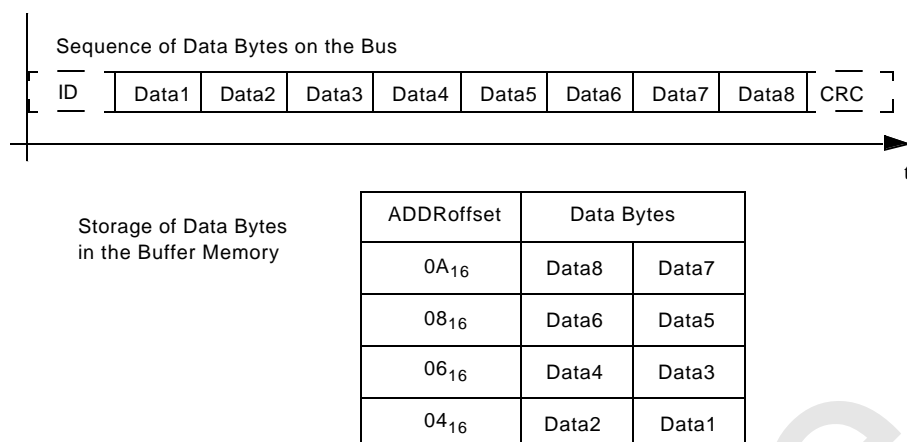 Sequence of Data Bytes on the Bus
ID Data1 Data2 Data3 Data4 Data5 Data6 Data7 Data8 CRC
t
Storage of Data Bytes
in the Buffer Memory
ADDRoffset Data Bytes
0A16 Data8 Data7
0816 Data6 Data5
0616 Data4 Data3
0416 Data2 Data1